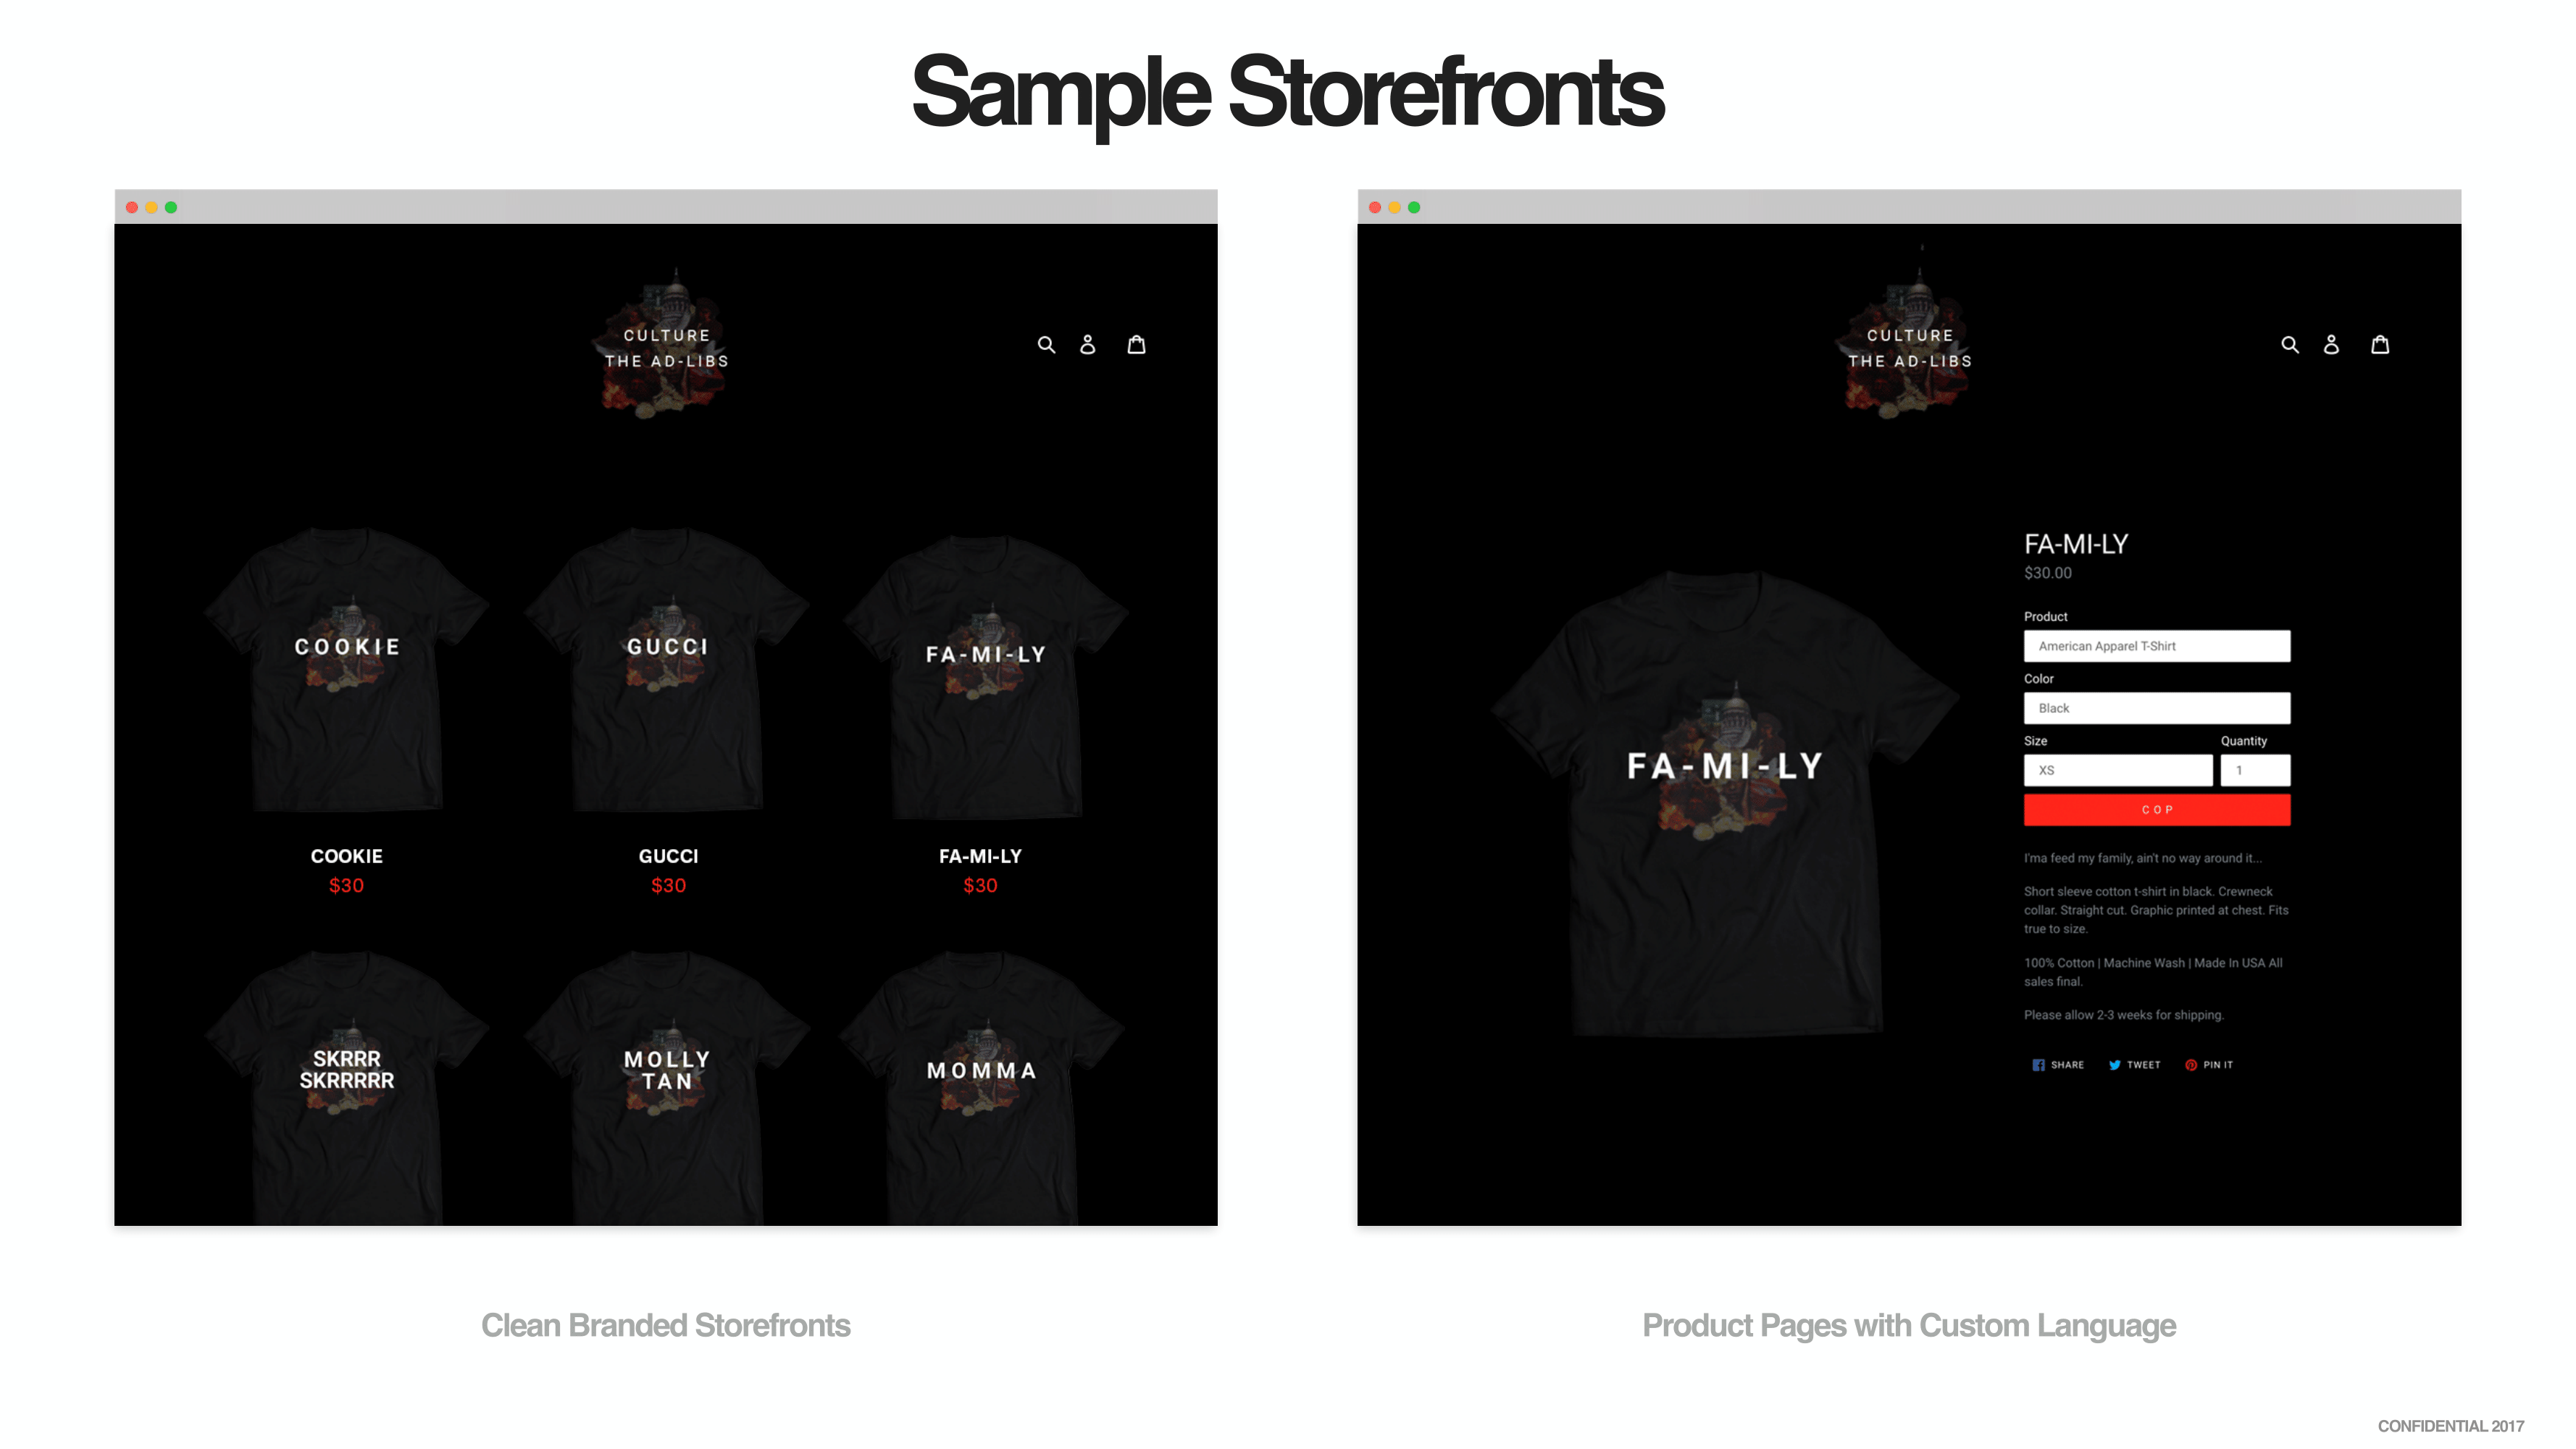 Sample Storefronts
CULTURE
THE AD-LIBS
COOKIE
GUCCI
FA-MI-LY
COOKIE
$30
GUCCI
$30
FA-MI-LY
$30
SKRRR
SKRRRRR
MOLLY
TAN
MOMMA
Clean Branded Storefronts
CULTURE
THE AD-LIBS
FA-MI-LY
FA-MI-LY
$30.00
Product
American Apparel T-Shirt
Color
Black
Size
Quantity
XS
1
COP
I'ma feed my family, ain't no way around it...
Short sleeve cotton t-shirt in black. Crewneck
collar. Straight cut. Graphic printed at chest. Fits
true to size.
100% Cotton | Machine Wash | Made In USA All
sales final.
Please allow 2-3 weeks for shipping.
SHARE
TWEET
PIN IT
Product Pages with Custom Language
CONFIDENTIAL 2017